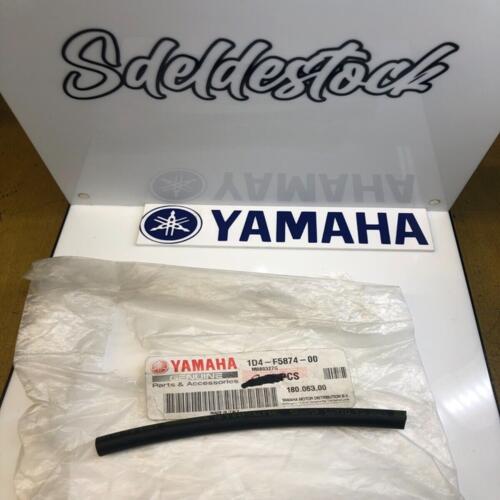 Sdeldestock
YAMAHA
YAMAHA
YAMAHA 1D4-F5874-00
GENUINE
Parts & Accessories PCS
180.063.00
YAMAHA MOTOR DISTRIBUTION